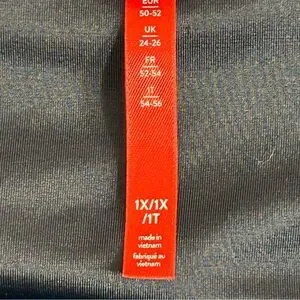 EUR
50-52
UK
24-26
FR
52-54
IT
54-56
1X/1X
/1T
made in
vietnam
fabriqué au
vietnam